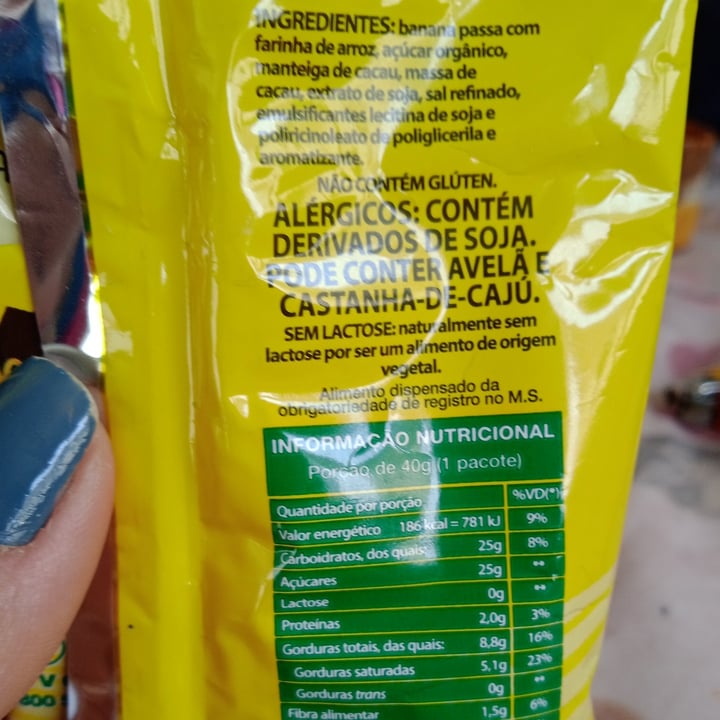 INGREDIENTES: banana passa com
farinha de arroz, açúcar orgânico,
manteiga de cacau, massa de
cacau, extrato de soja, sal refinado,
emulsificantes lecitina de soja e
poliricinoleato de poliglicerila e
aromatizante.
NÃO CONTÉM GLÚTEN.
ALÉRGICOS: CONTÉM
DERIVADOS DE SOJA.
PODE CONTER AVELÃ E
CASTANHA-DE-CAJÚ.
SEM LACTOSE: naturalmente sem
lactose por ser um alimento de origem
vegetal.
Alimento dispensado da
obrigatoriedade de registro no M.S.
INFORMAÇÃO NUTRICIONAL
Porção de 40g (1 pacote)
Quantidade por porção %VD(*)
Valor energético 186 kcal = 781 kJ 9%
Carboidratos, dos quais: 25g 8%
Açúcares 25g **
Lactose 0g **
Proteínas 2,0g 3%
Gorduras totais, das quais: 8,8g 16%
Gorduras saturadas 5,1g 23%
Gorduras trans 0g **
Fibra alimentar 1,5g 6%